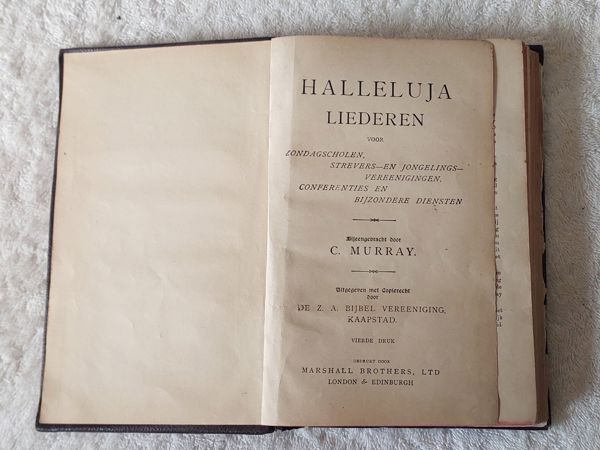 HALLELUJA
LIEDEREN
VOOR
ZONDAGSCHOLEN,
STREVERS—EN JONGELINGS—
VEREENIGINGEN,
CONFERENTIES EN
BIJZONDERE DIENSTEN
Bijeengebracht door
C. MURRAY.
Uitgegeven met Copierecht
door
DE Z. A. BIJBEL VEREENIGING,
KAAPSTAD.
VIERDE DRUK
GEDRUKT DOOR
MARSHALL BROTHERS, LTD
LONDON & EDINBURGH